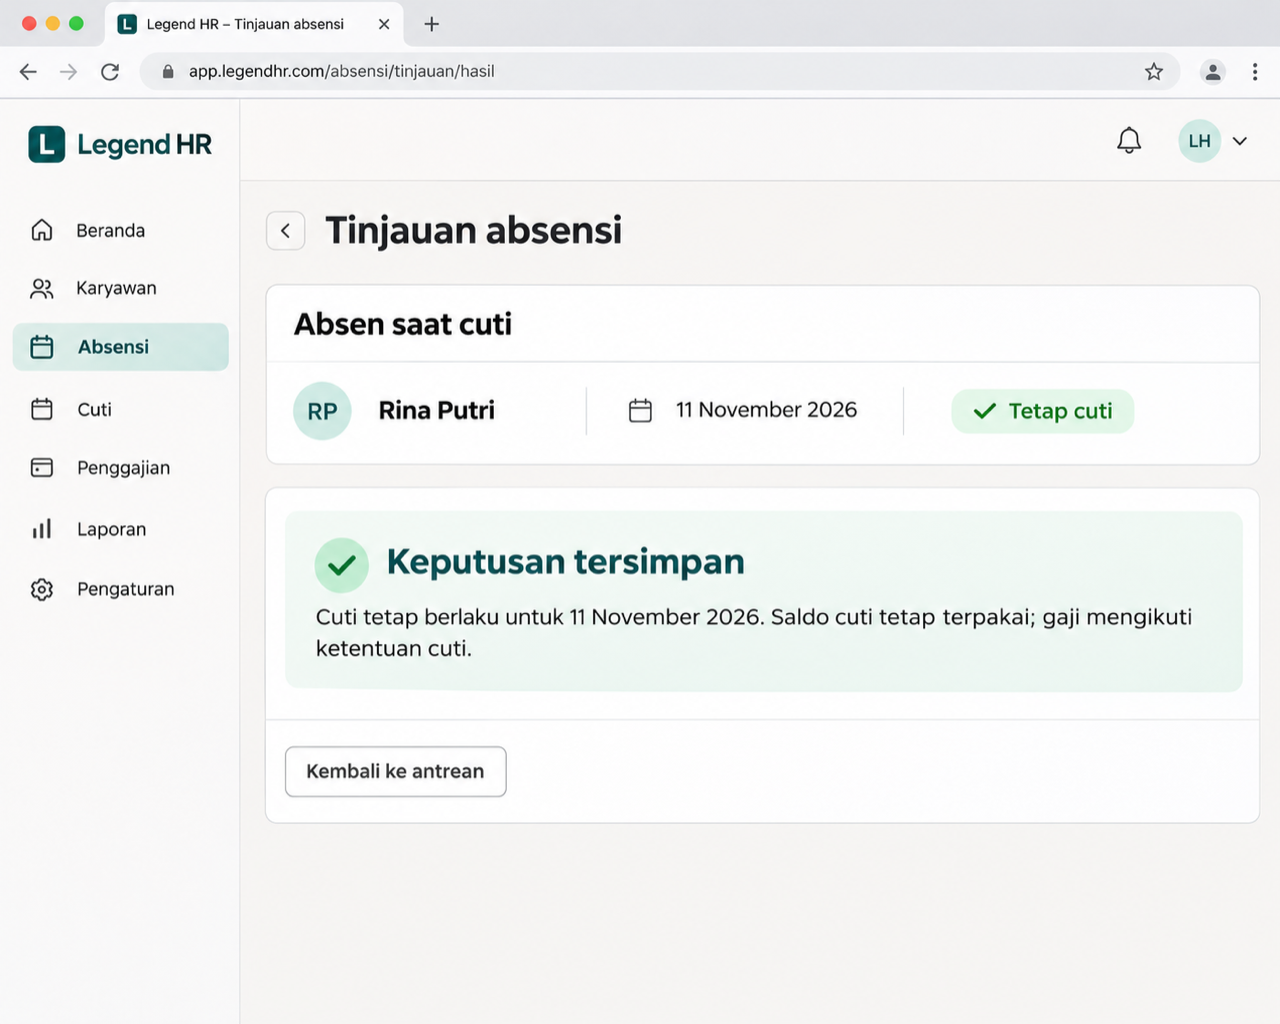 Legend HR – Tinjauan absensi
app.legendhr.com/absensi/tinjauan/hasil
L Legend HR
LH
Beranda
Karyawan
Absensi
Cuti
Penggajian
Laporan
Pengaturan
Tinjauan absensi
Absen saat cuti
RP Rina Putri 11 November 2026 Tetap cuti
Keputusan tersimpan
Cuti tetap berlaku untuk 11 November 2026. Saldo cuti tetap terpakai; gaji mengikuti
ketentuan cuti.
Kembali ke antrean